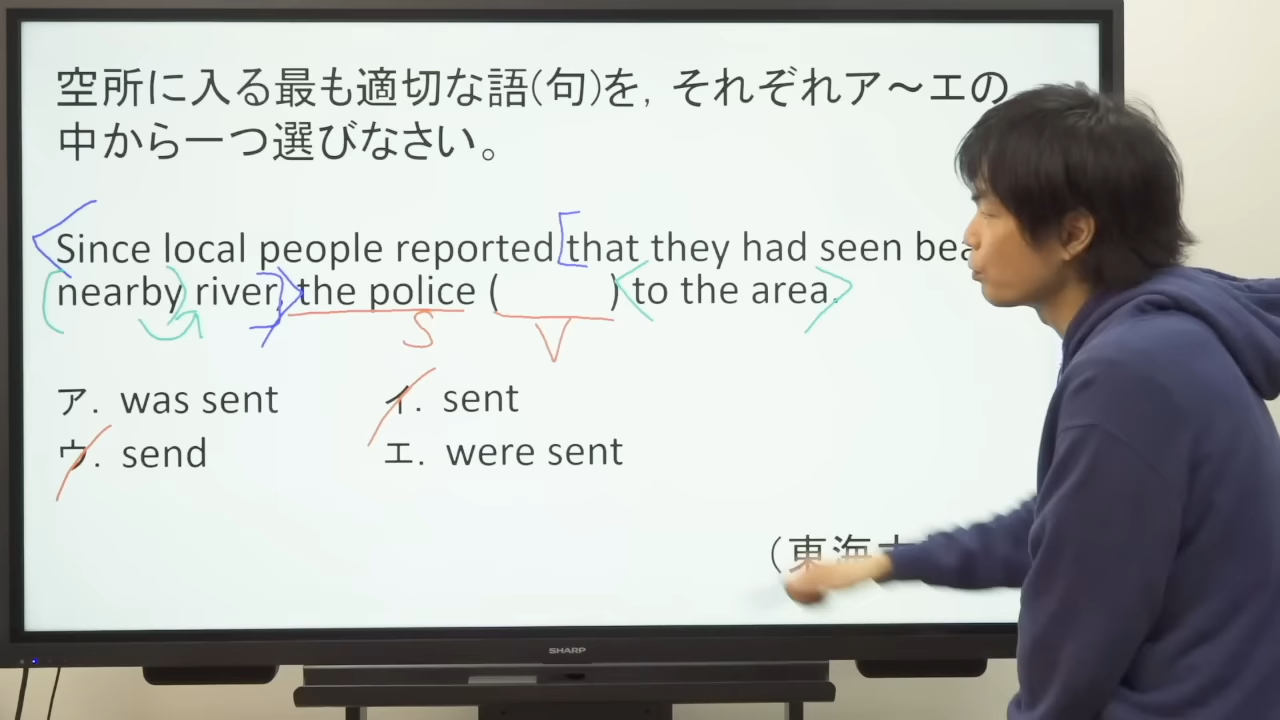 空所に入る最も適切な語(句)を，それぞれア～エの
中から一つ選びなさい。
Since local people reported that they had seen
nearby river, the police ( ) to the area.
S
V
ア. was sent イ. sent
ウ. send エ. were sent
(東海
SHARP